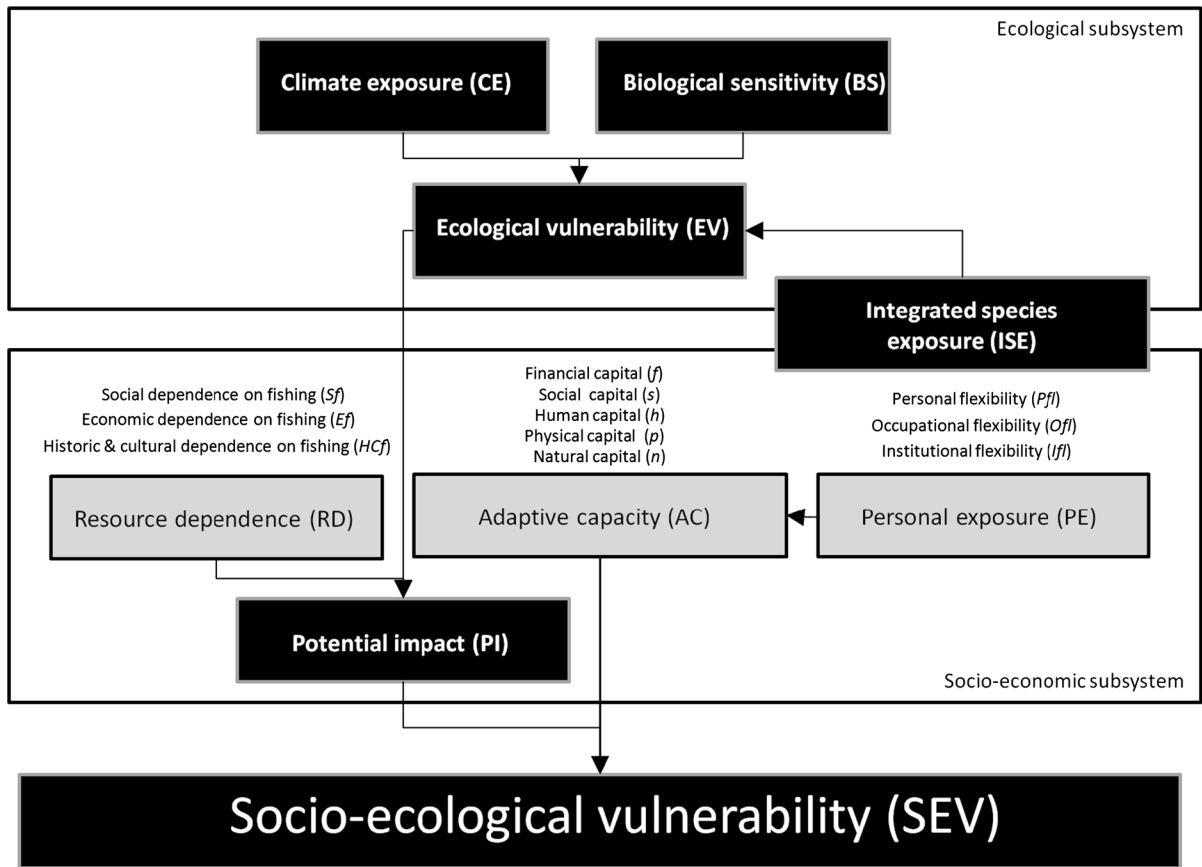 Ecological subsystem
Climate exposure (CE)
Biological sensitivity (BS)
Ecological vulnerability (EV)
Integrated species
exposure (ISE)
Social dependence on fishing (Sf)
Economic dependence on fishing (Ef)
Historic & cultural dependence on fishing (HCf)
Financial capital (f)
Social capital (s)
Human capital (h)
Physical capital (p)
Natural capital (n)
Personal flexibility (Pfl)
Occupational flexibility (Ofl)
Institutional flexibility (Ifl)
Resource dependence (RD)
Adaptive capacity (AC)
Personal exposure (PE)
Potential impact (PI)
Socio-economic subsystem
Socio-ecological vulnerability (SEV)